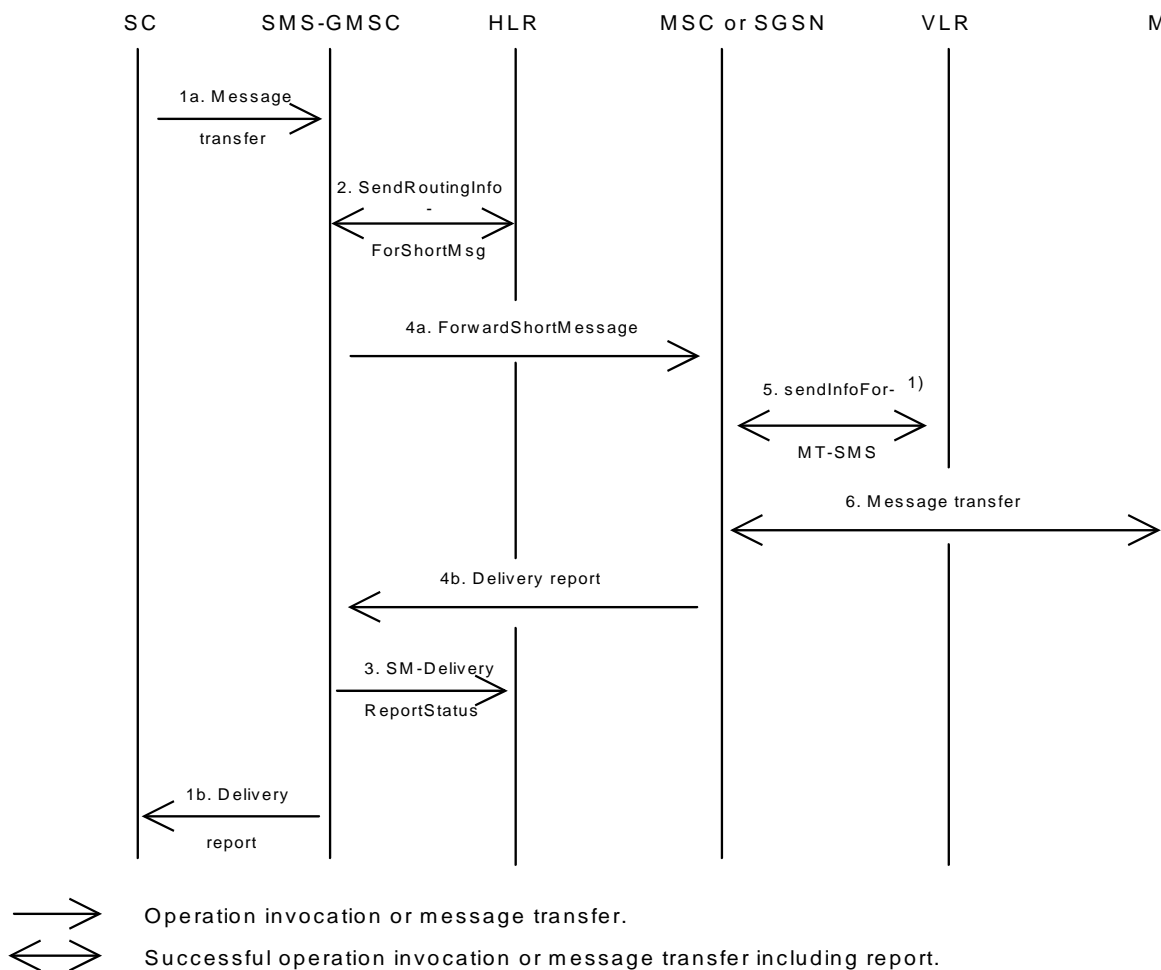 SC SMS-GMSC HLR MSC or SGSN VLR M
1a. Message
transfer
2. SendRoutingInfo
-
ForShortMsg
4a. ForwardShortMessage
5. sendInfoFor- 1)
MT-SMS
6. Message transfer
4b. Delivery report
3. SM-Delivery
ReportStatus
1b. Delivery
report
Operation invocation or message transfer.
Successful operation invocation or message transfer including report.